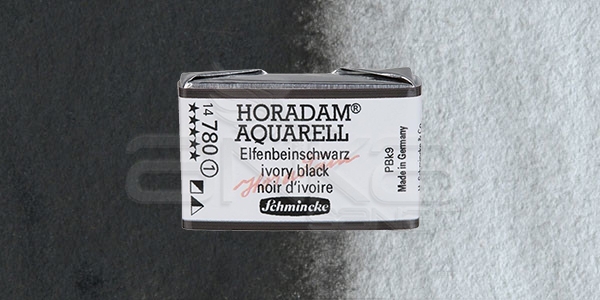 HORADAM®
AQUARELL
Elfenbeinschwarz
ivory black
noir d'ivoire
Schmincke
14 780 1
PBk9
Made in Germany